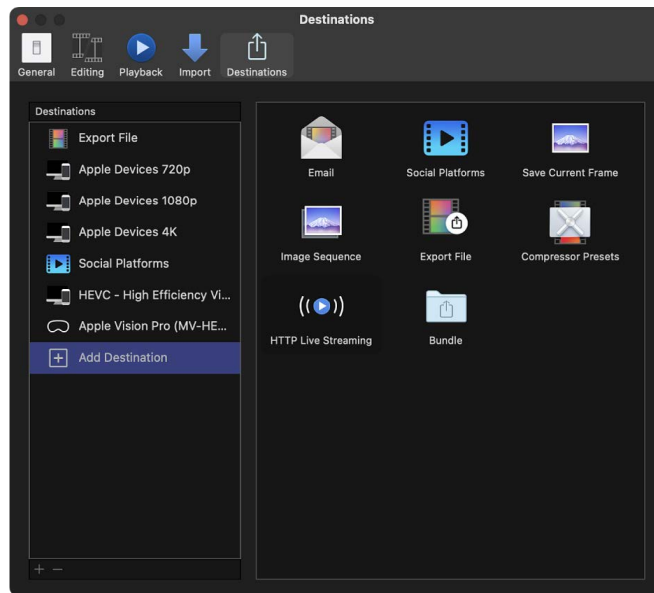 Destinations
General Editing Playback Import Destinations
Destinations
Export File
Apple Devices 720p
Apple Devices 1080p
Apple Devices 4K
Social Platforms
HEVC - High Efficiency Vi...
Apple Vision Pro (MV-HE...
Add Destination
Email Social Platforms Save Current Frame
Image Sequence Export File Compressor Presets
HTTP Live Streaming Bundle